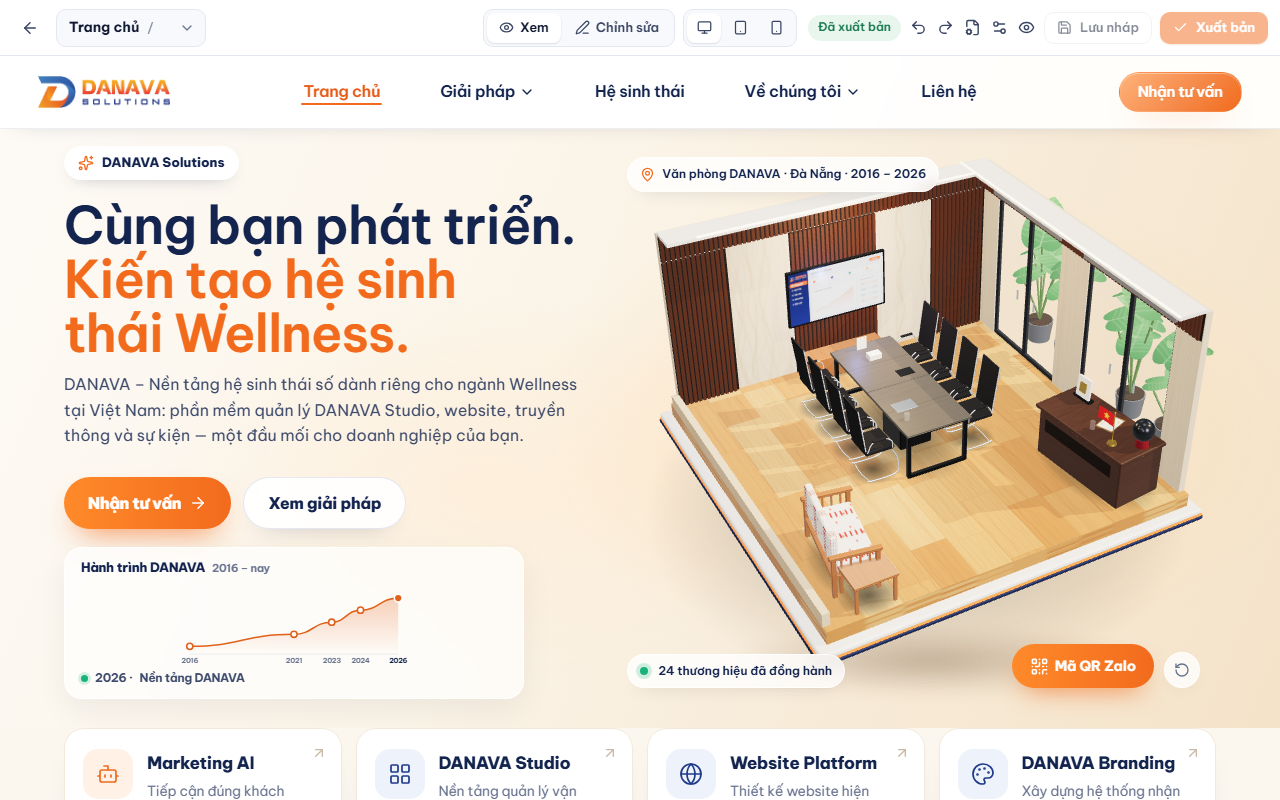 Trang chủ /
Xem
Chỉnh sửa
Đã xuất bản
Lưu nháp
Xuất bản
DANAVA
SOLUTIONS
Trang chủ
Giải pháp
Hệ sinh thái
Về chúng tôi
Liên hệ
Nhận tư vấn
DANAVA Solutions
Cùng bạn phát triển.
Kiến tạo hệ sinh
thái Wellness.
DANAVA – Nền tảng hệ sinh thái số dành riêng cho ngành Wellness
tại Việt Nam: phần mềm quản lý DANAVA Studio, website, truyền
thông và sự kiện — một đầu mối cho doanh nghiệp của bạn.
Nhận tư vấn
Xem giải pháp
Hành trình DANAVA 2016 – nay
2016 2021 2023 2024 2026
2026 · Nền tảng DANAVA
Văn phòng DANAVA · Đà Nẵng · 2016 – 2026
24 thương hiệu đã đồng hành
Mã QR Zalo
Marketing AI
Tiếp cận đúng khách
DANAVA Studio
Nền tảng quản lý vận
Website Platform
Thiết kế website hiện
DANAVA Branding
Xây dựng hệ thống nhận